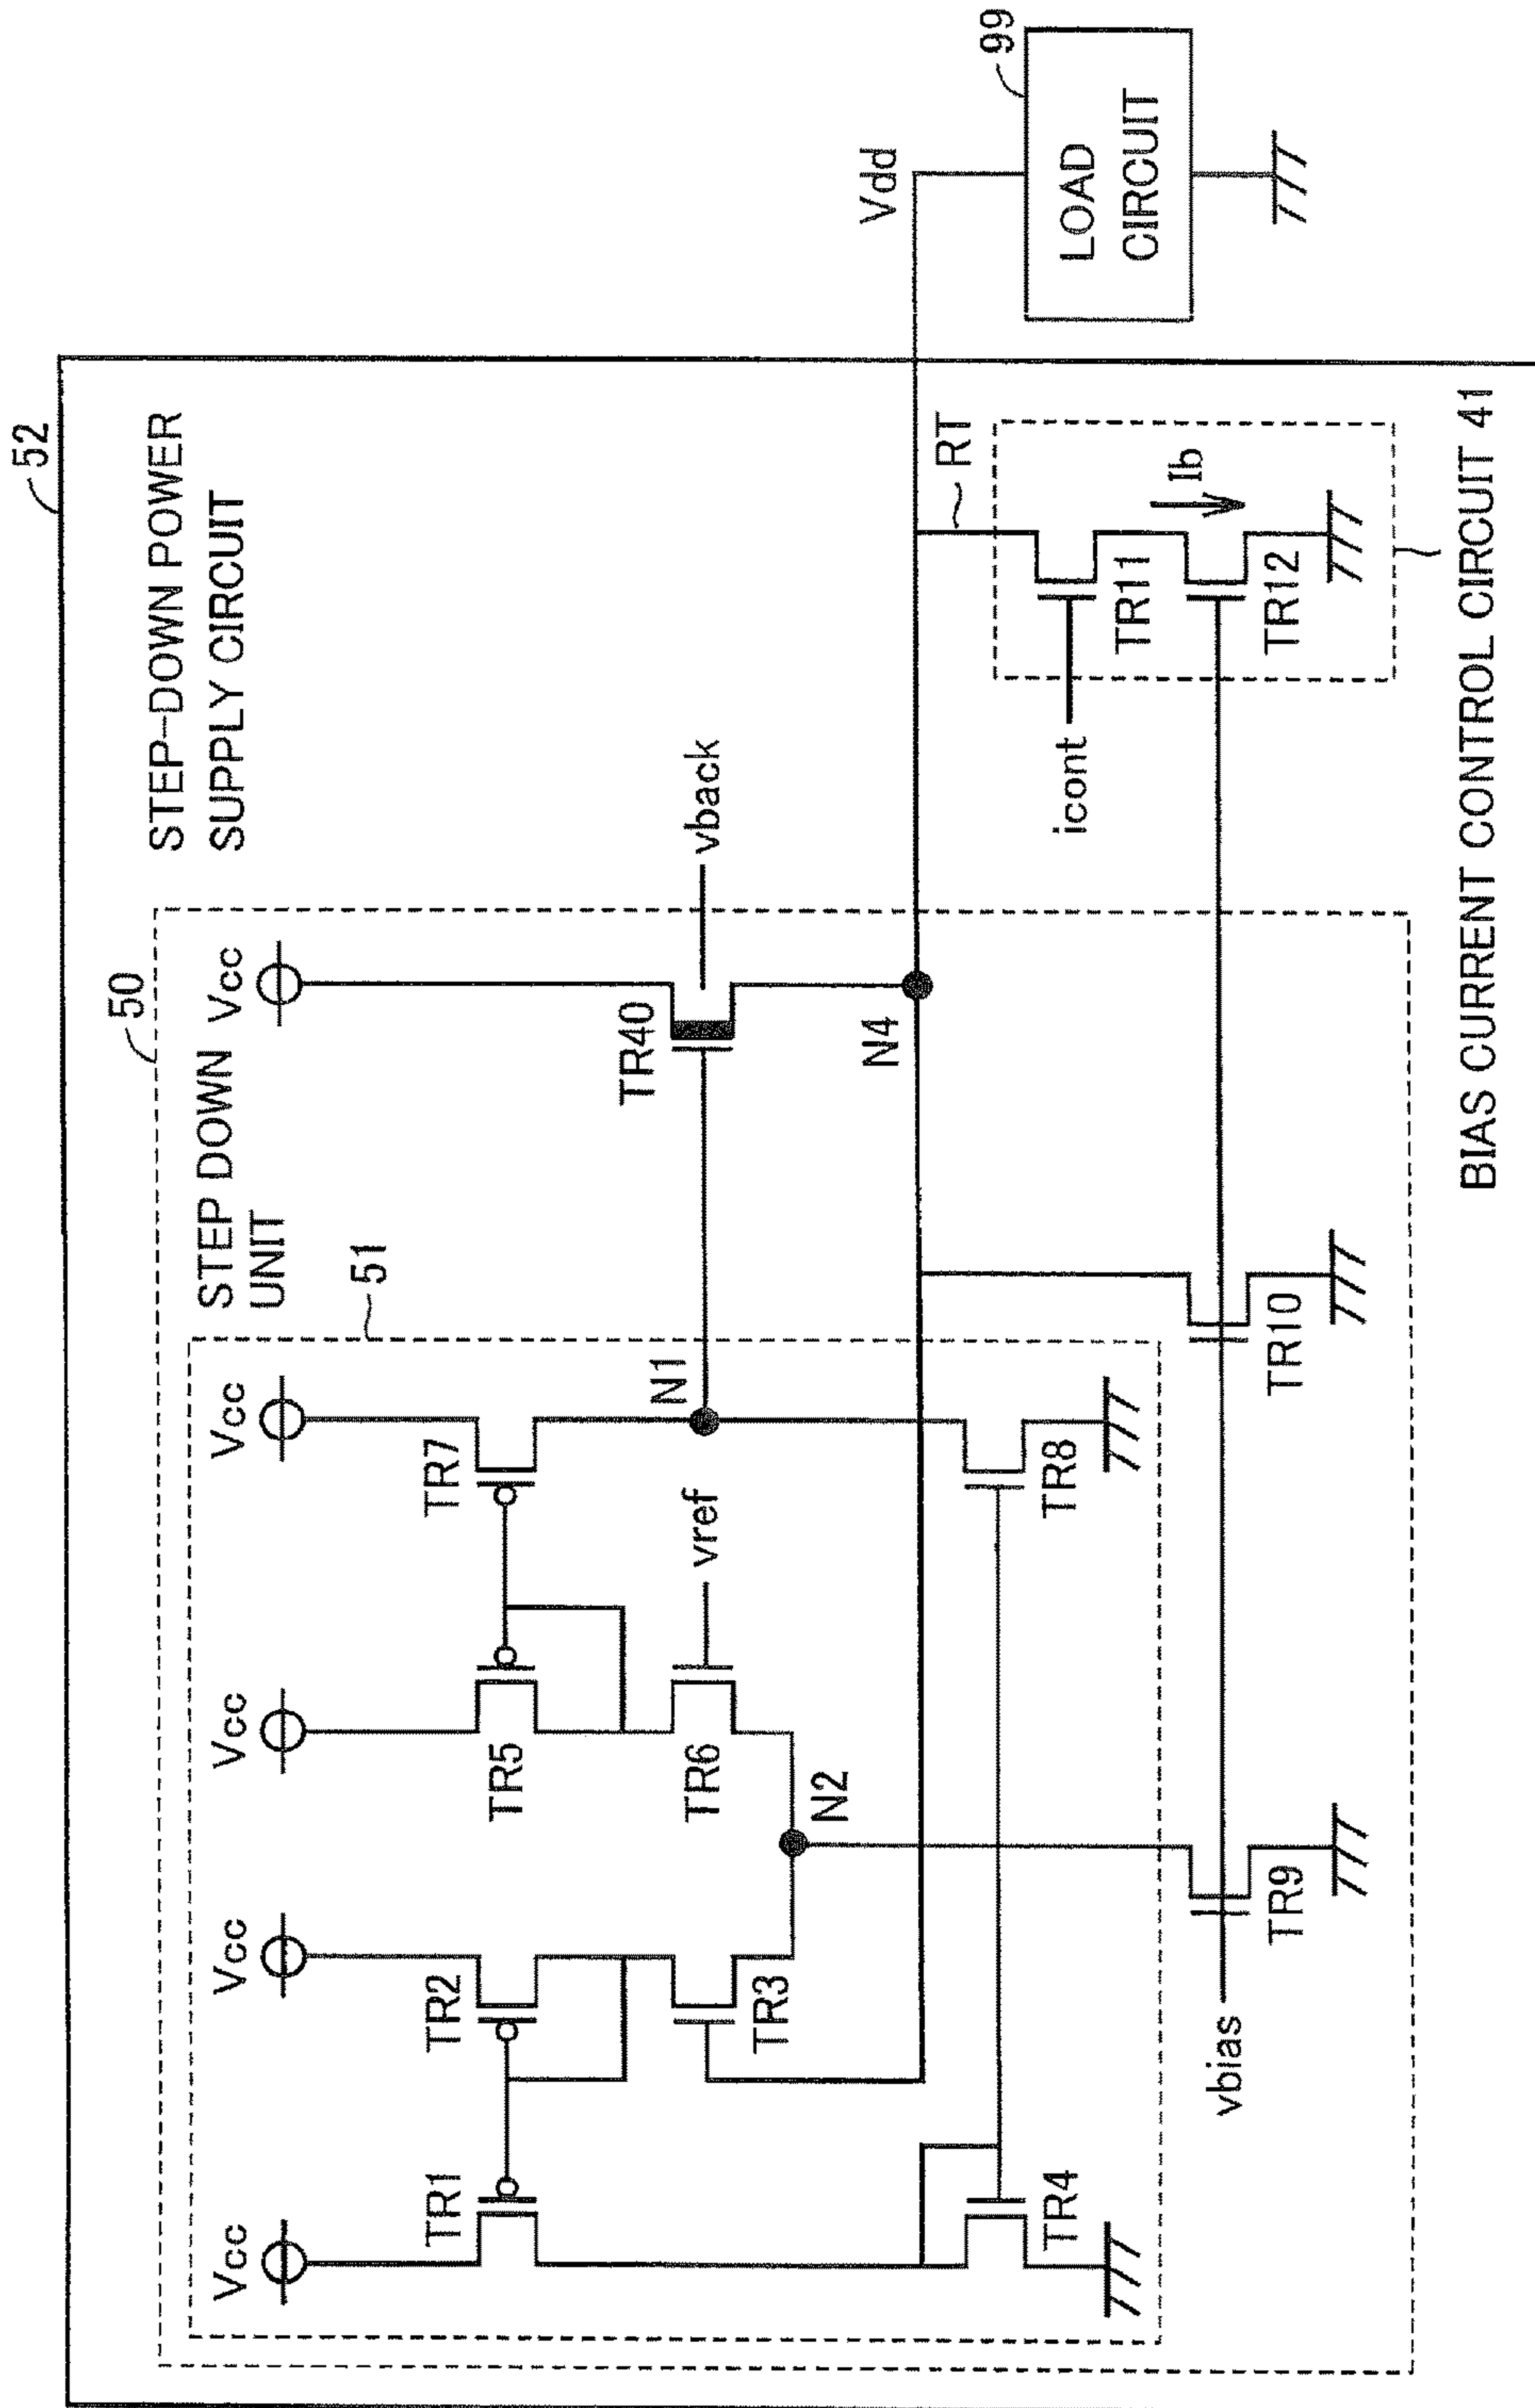 52
STEP-DOWN POWER
SUPPLY CIRCUIT
50
STEP DOWN
UNIT
51
Vcc
Vcc
Vcc
Vcc
Vcc
TR1
TR2
TR5
TR7
TR40
vback
N1
TR3
TR6
vref
N2
N4
Vdd
99
LOAD
CIRCUIT
RT
TR4
TR8
icont
TR11
Ib
vbias
TR9
TR10
TR12
BIAS CURRENT CONTROL CIRCUIT 41